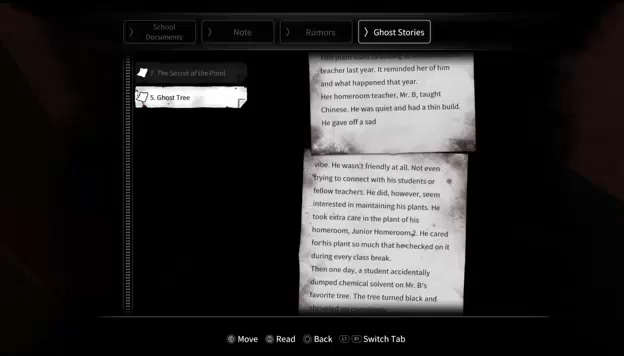 School
Documents
Note
Rumors
Ghost Stories
The Secret of the Pond
5. Ghost Tree
teacher last year. It reminded her of him
and what happened that year.
Her homeroom teacher, Mr. B, taught
Chinese. He was quiet and had a thin build.
He gave off a sad
vibe. He wasn't friendly at all. Not even
trying to connect with his students or
fellow teachers. He did, however, seem
interested in maintaining his plants. He
took extra care in the plant of his
homeroom, Junior Homeroom 2. He cared
for his plant so much that he checked on it
during every class break.
Then one day, a student accidentally
dumped chemical solvent on Mr. B's
favorite tree. The tree turned black and
Move
Read
Back
L1 R1 Switch Tab